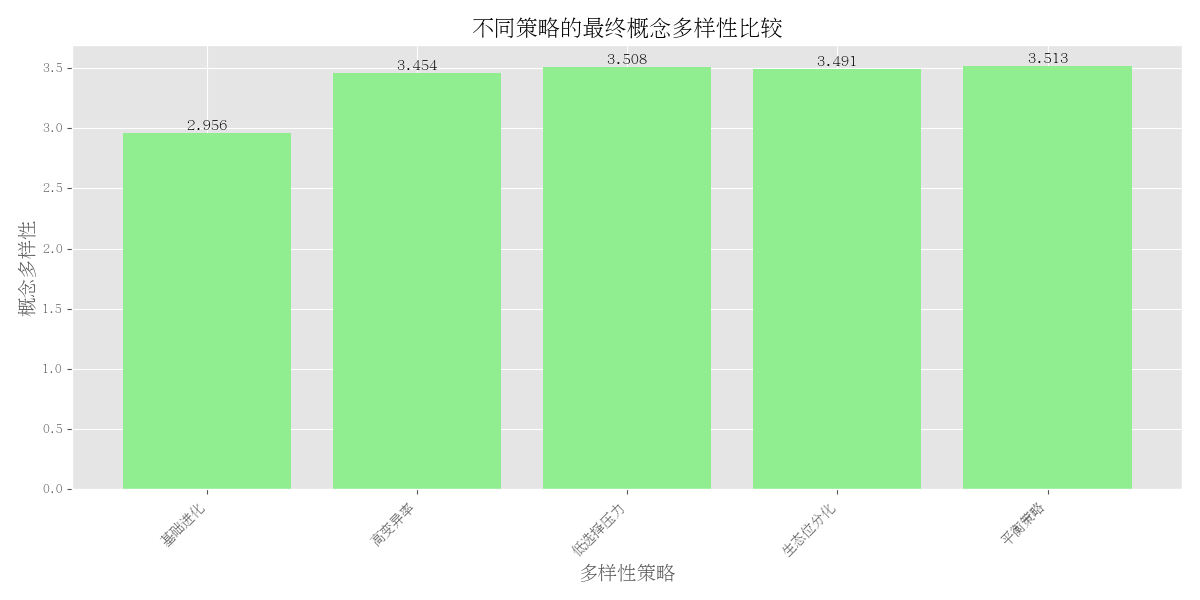 不同策略的最终概念多样性比较
概念多样性
3.5
3.0
2.5
2.0
1.5
1.0
0.5
0.0
2.956
3.454
3.508
3.491
3.513
基础进化
高变异率
低选择压力
生态位分化
平衡策略
多样性策略